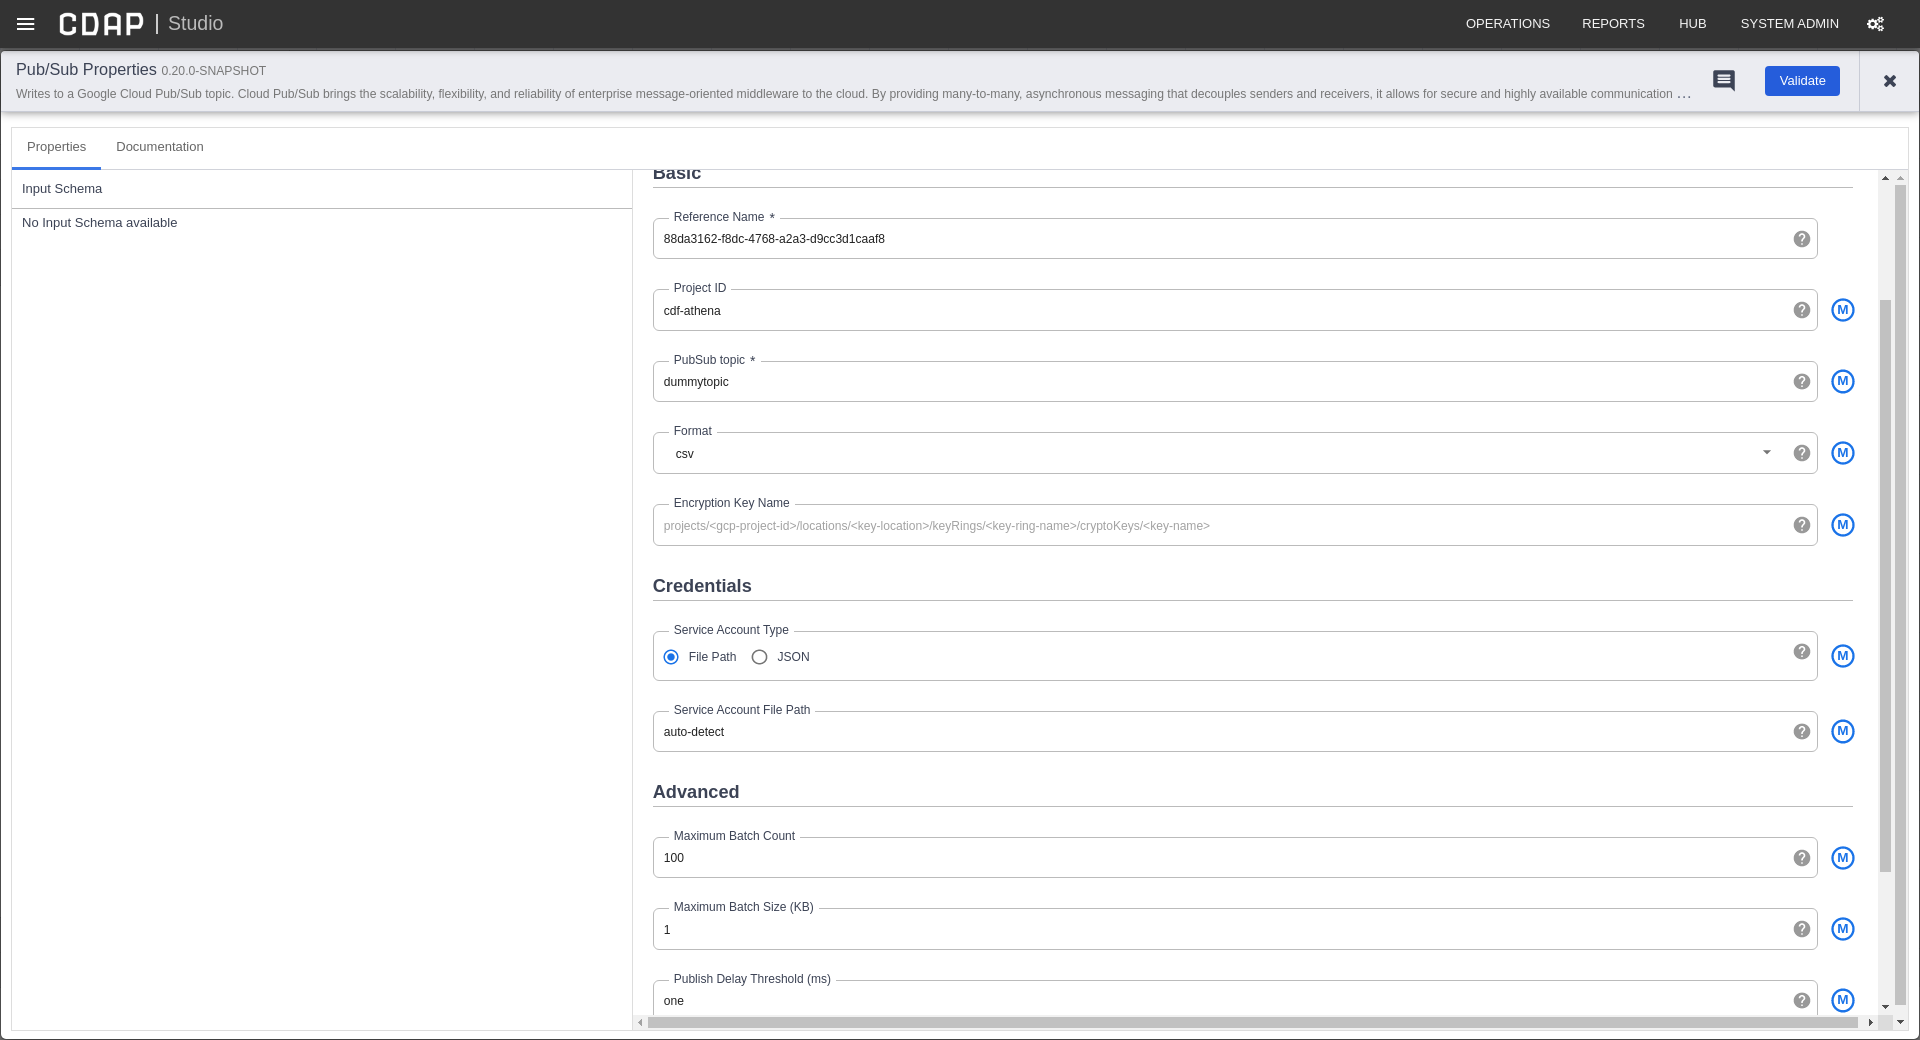 CDAP | Studio
OPERATIONS REPORTS HUB SYSTEM ADMIN
Pub/Sub Properties 0.20.0-SNAPSHOT
Writes to a Google Cloud Pub/Sub topic. Cloud Pub/Sub brings the scalability, flexibility, and reliability of enterprise message-oriented middleware to the cloud. By providing many-to-many, asynchronous messaging that decouples senders and receivers, it allows for secure and highly available communication ...
Validate
Properties Documentation
Input Schema
No Input Schema available
Basic
Reference Name *
88da3162-f8dc-4768-a2a3-d9cc3d1caaf8
Project ID
cdf-athena
M
PubSub topic *
dummytopic
M
Format
csv
M
Encryption Key Name
projects/<gcp-project-id>/locations/<key-location>/keyRings/<key-ring-name>/cryptoKeys/<key-name>
M
Credentials
Service Account Type
File Path JSON
M
Service Account File Path
auto-detect
M
Advanced
Maximum Batch Count
100
M
Maximum Batch Size (KB)
1
M
Publish Delay Threshold (ms)
one
M